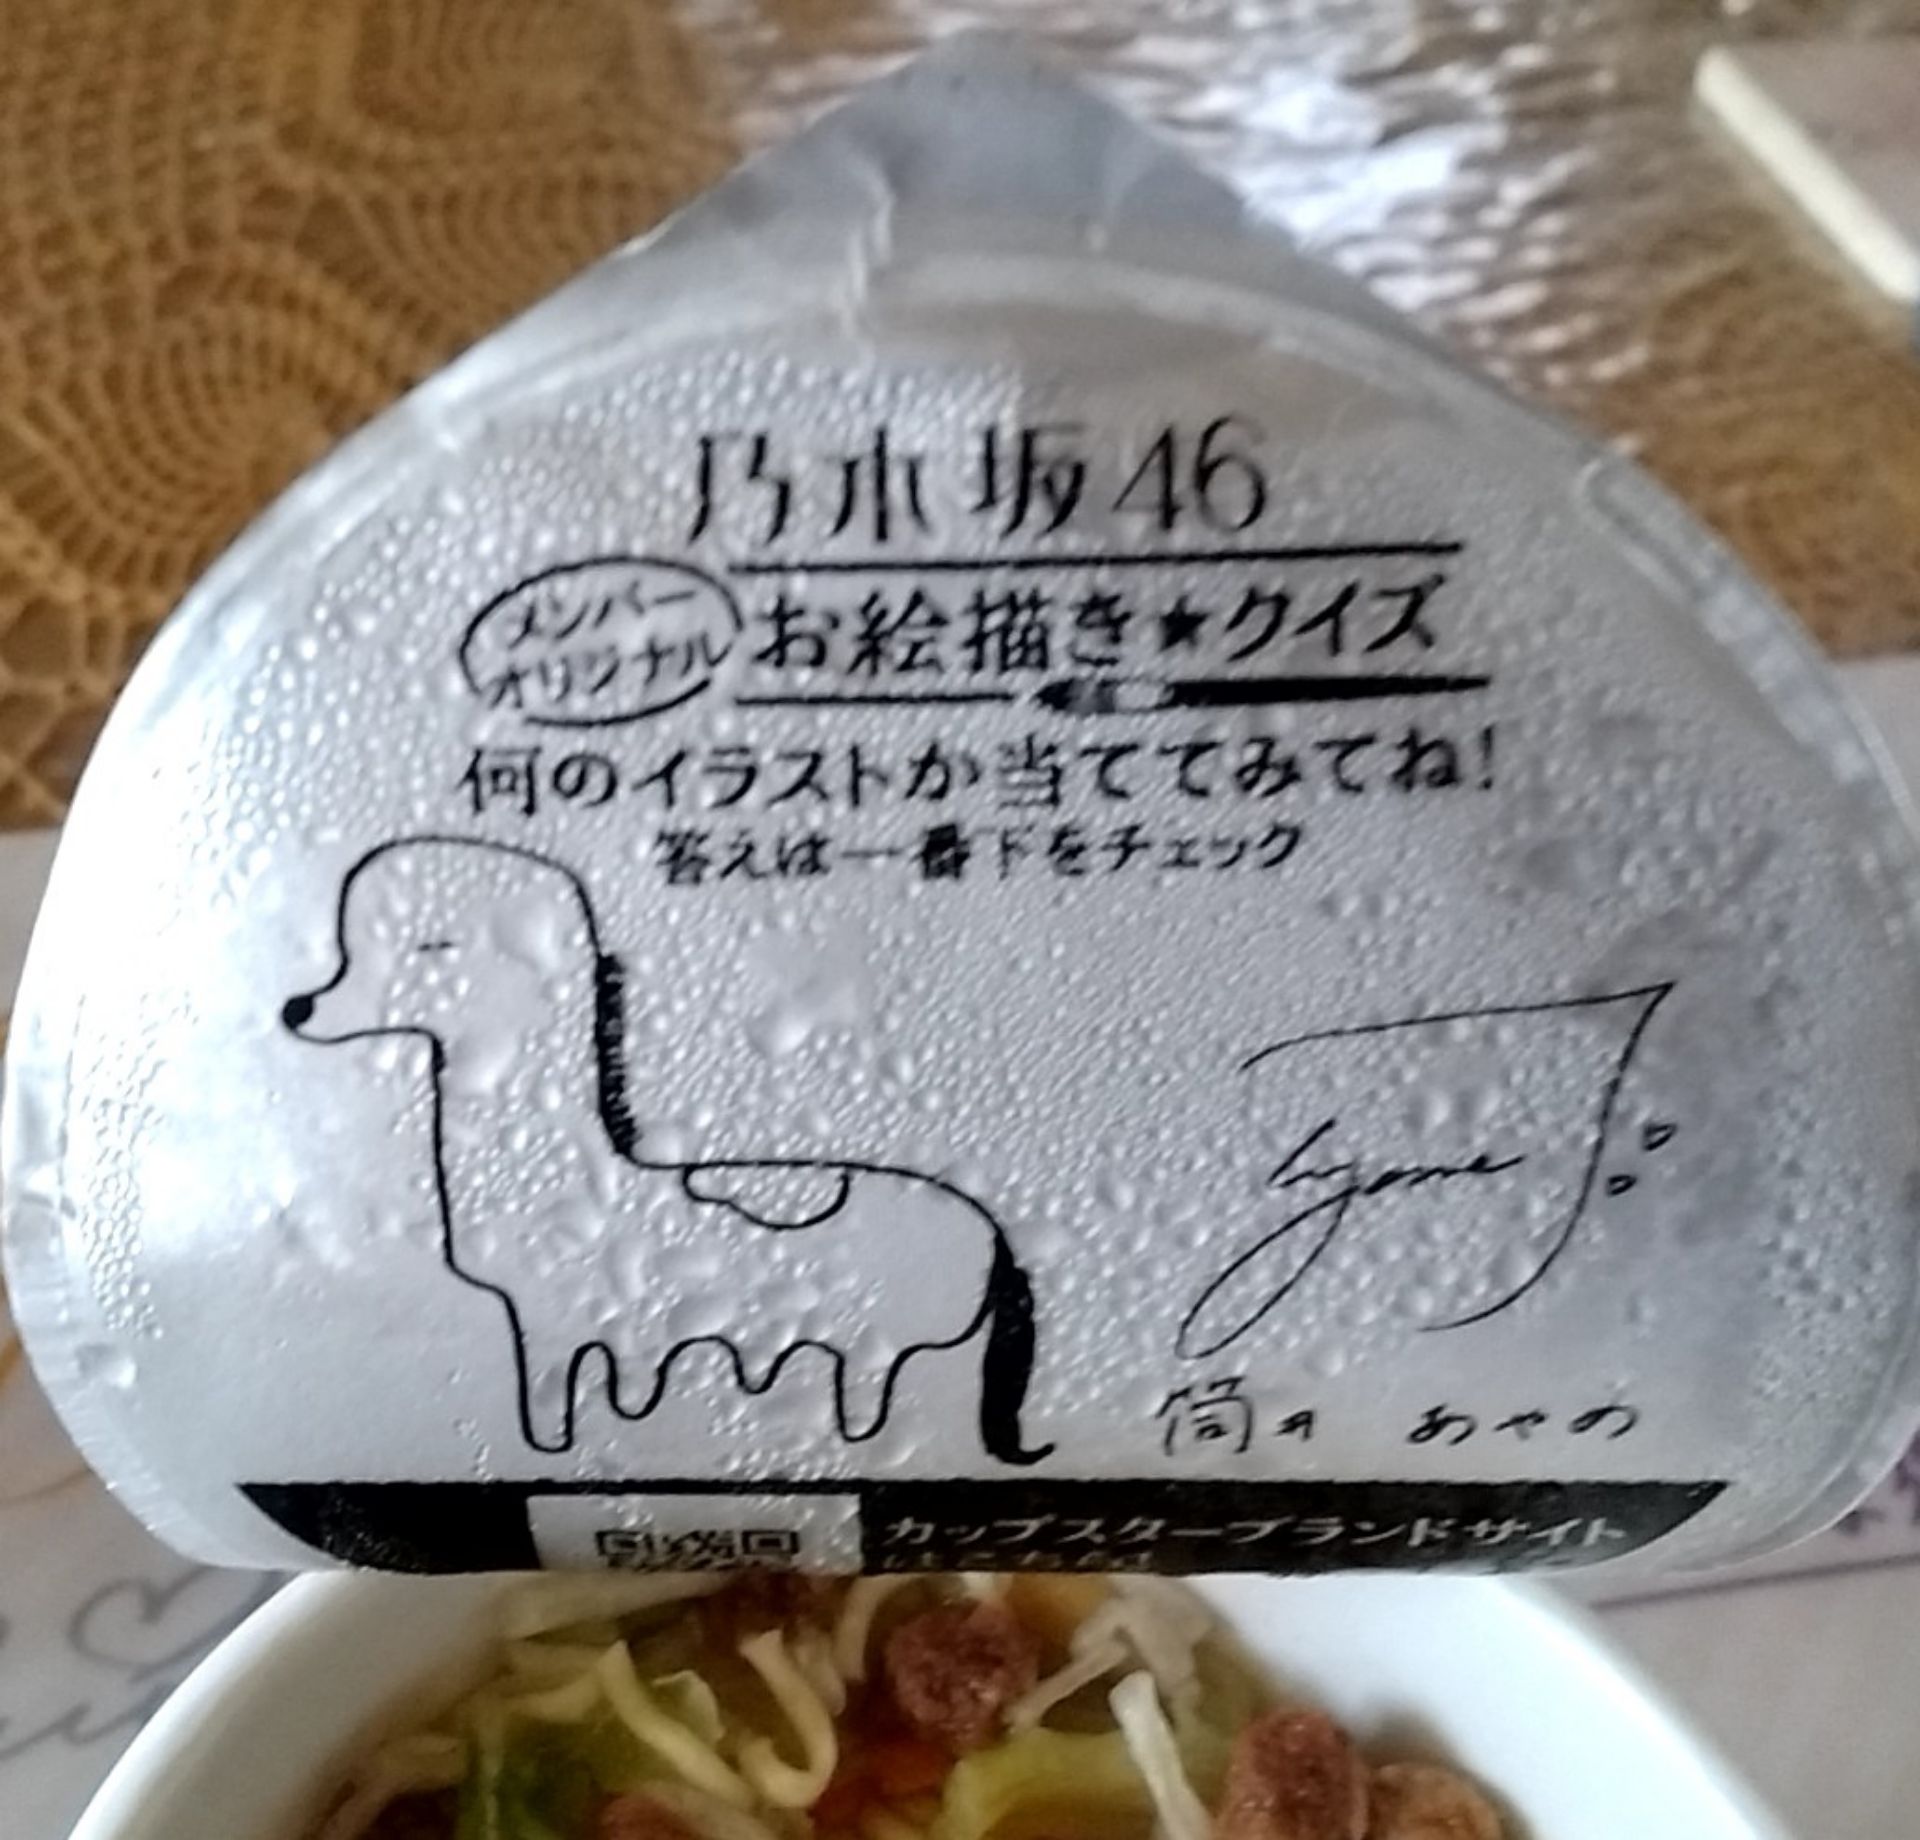 乃木坂46
メンバー
オリジナル
お絵描き★クイズ
何のイラストか当ててみてね!
答えは一番下をチェック
ayame
筒井 あやめ
カップスターブランドサイト